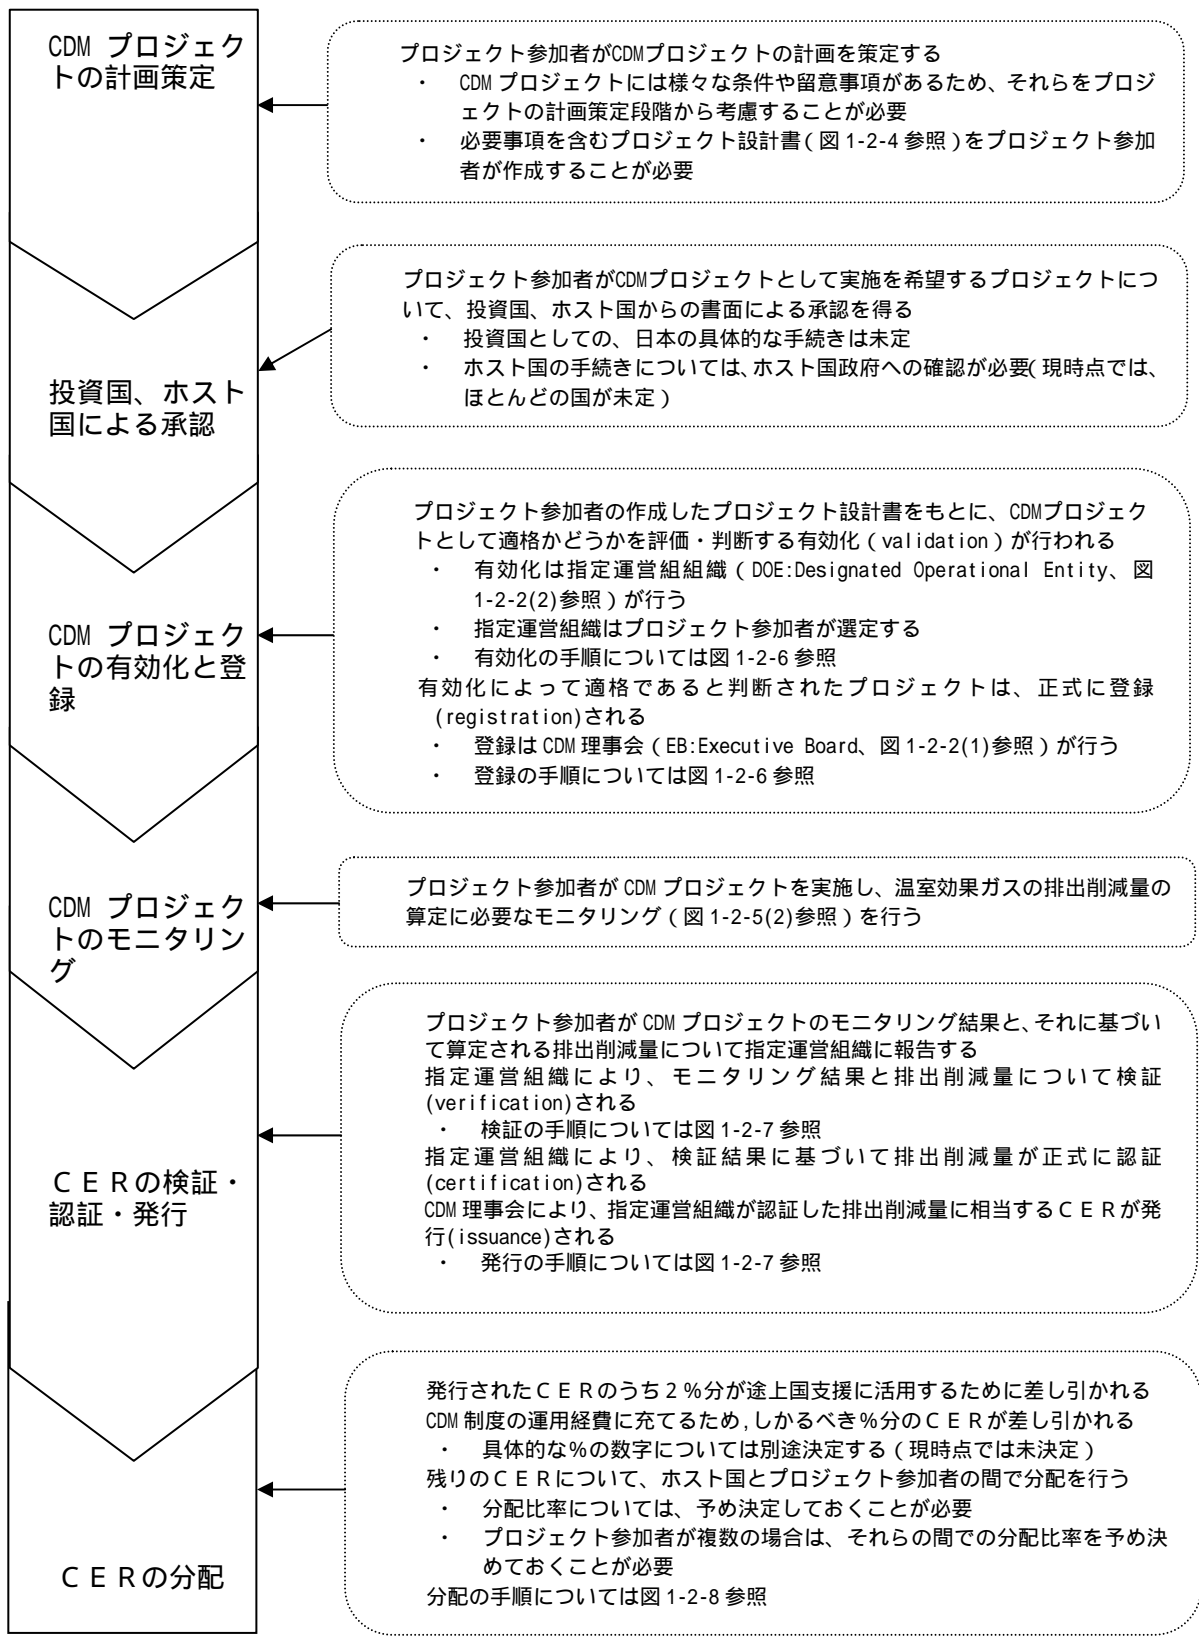 CDM プロジェク
トの計画策定
プロジェクト参加者がCDMプロジェクトの計画を策定する
・ CDM プロジェクトには様々な条件や留意事項があるため、それらをプロジ
ェクトの計画策定段階から考慮することが必要
・ 必要事項を含むプロジェクト設計書（図 1-2-4 参照）をプロジェクト参加
者が作成することが必要
投資国、ホスト
国による承認
プロジェクト参加者がCDMプロジェクトとして実施を希望するプロジェクトにつ
いて、投資国、ホスト国からの書面による承認を得る
・ 投資国としての、日本の具体的な手続きは未定
・ ホスト国の手続きについては、ホスト国政府への確認が必要（現時点では、
ほとんどの国が未定）
CDM プロジェク
トの有効化と登
録
プロジェクト参加者の作成したプロジェクト設計書をもとに、CDMプロジェク
トとして適格かどうかを評価・判断する有効化（validation）が行われる
・ 有効化は指定運営組組織（DOE:Designated Operational Entity、図
1-2-2(2)参照）が行う
・ 指定運営組織はプロジェクト参加者が選定する
・ 有効化の手順については図 1-2-6 参照
有効化によって適格であると判断されたプロジェクトは、正式に登録
(registration)される
・ 登録は CDM 理事会（EB:Executive Board、図 1-2-2(1)参照）が行う
・ 登録の手順については図 1-2-6 参照
CDM プロジェク
トのモニタリン
グ
プロジェクト参加者が CDM プロジェクトを実施し、温室効果ガスの排出削減量の
算定に必要なモニタリング（図 1-2-5(2)参照）を行う
ＣＥＲの検証・
認証・発行
プロジェクト参加者が CDM プロジェクトのモニタリング結果と、それに基づい
て算定される排出削減量について指定運営組織に報告する
指定運営組織により、モニタリング結果と排出削減量について検証
(verification)される
・ 検証の手順については図 1-2-7 参照
指定運営組織により、検証結果に基づいて排出削減量が正式に認証
(certification)される
CDM 理事会により、指定運営組織が認証した排出削減量に相当するＣＥＲが発
行(issuance)される
・ 発行の手順については図 1-2-7 参照
ＣＥＲの分配
発行されたＣＥＲのうち２％分が途上国支援に活用するために差し引かれる
CDM 制度の運用経費に充てるため,しかるべき％分のＣＥＲが差し引かれる
・ 具体的な％の数字については別途決定する（現時点では未決定）
残りのＣＥＲについて、ホスト国とプロジェクト参加者の間で分配を行う
・ 分配比率については、予め決定しておくことが必要
・ プロジェクト参加者が複数の場合は、それらの間での分配比率を予め決
めておくことが必要
分配の手順については図 1-2-8 参照